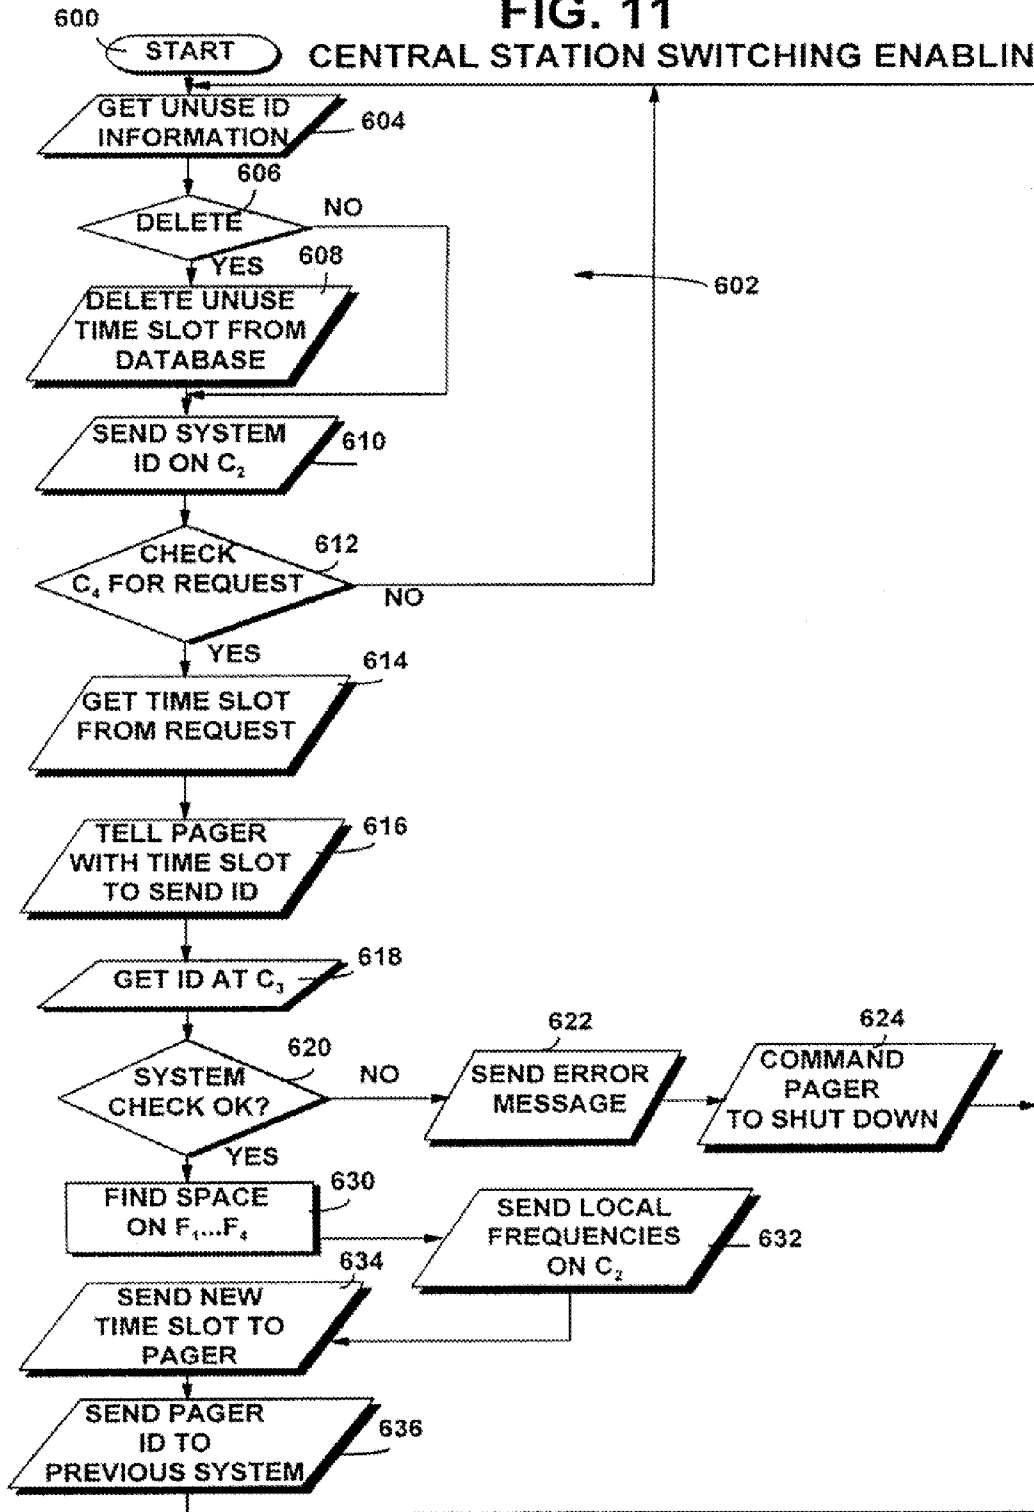 FIG. 11
600
START
CENTRAL STATION SWITCHING ENABLIN
GET UNUSE ID
INFORMATION
604
606
DELETE
NO
YES
602
608
DELETE UNUSE
TIME SLOT FROM
DATABASE
SEND SYSTEM
ID ON C₂
610
612
CHECK
C₄ FOR REQUEST
NO
YES
614
GET TIME SLOT
FROM REQUEST
616
TELL PAGER
WITH TIME SLOT
TO SEND ID
618
GET ID AT C₃
620
SYSTEM
CHECK OK?
NO
YES
622
SEND ERROR
MESSAGE
624
COMMAND
PAGER
TO SHUT DOWN
630
FIND SPACE
ON F₁...F₄
SEND LOCAL
FREQUENCIES
ON C₂
632
634
SEND NEW
TIME SLOT TO
PAGER
SEND PAGER
ID TO
PREVIOUS SYSTEM
636